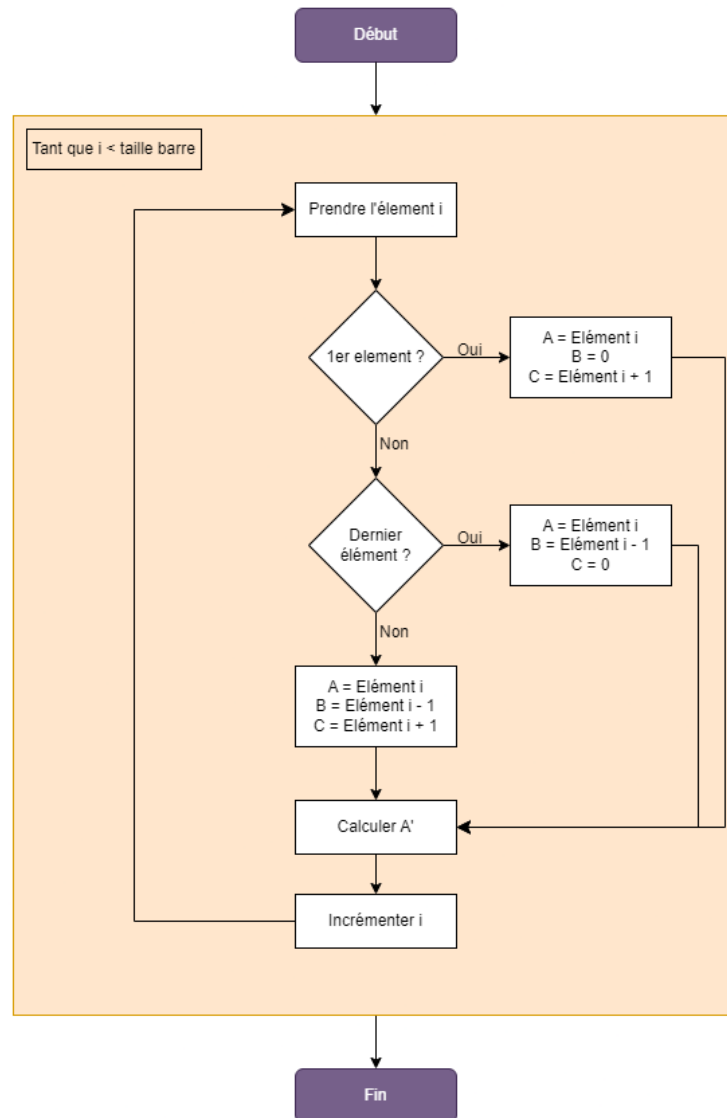 Début
Tant que i < taille barre
Prendre l'élement i
1er element ?
Oui
A = Elément i
B = 0
C = Elément i + 1
Non
Dernier
élément ?
Oui
A = Elément i
B = Elément i - 1
C = 0
Non
A = Elément i
B = Elément i - 1
C = Elément i + 1
Calculer A'
Incrémenter i
Fin